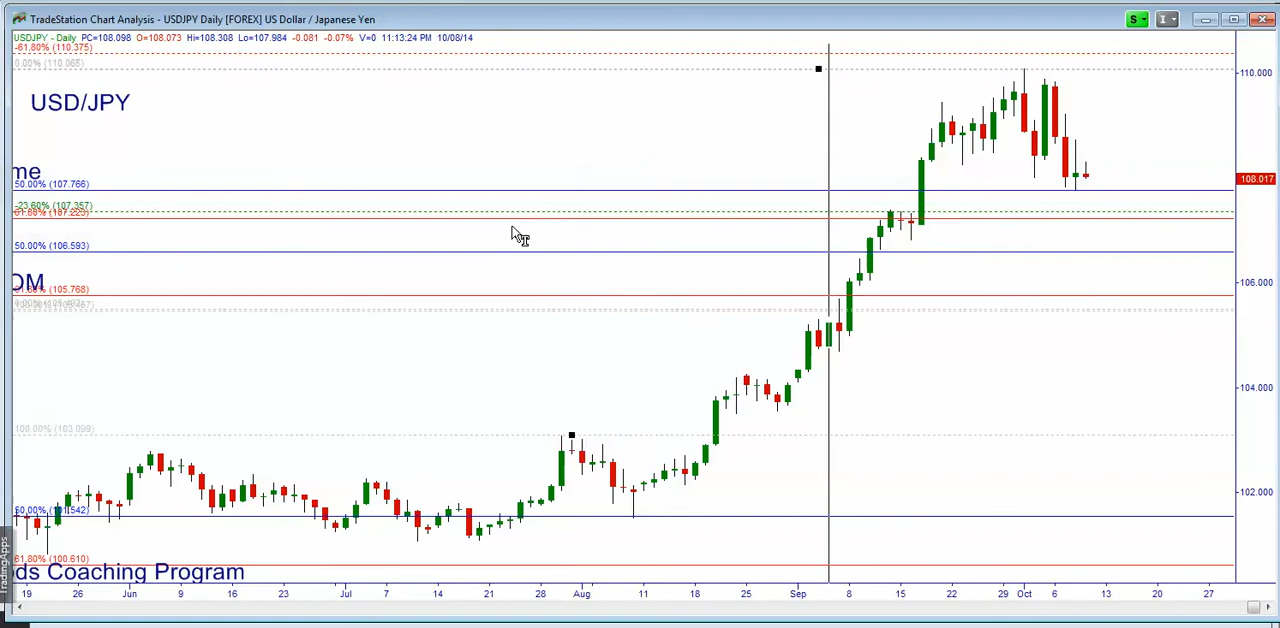 TradeStation Chart Analysis - USDJPY Daily [FOREX] US Dollar / Japanese Yen
S
I
USDJPY - Daily PC=108.098 O=108.073 Hi=108.308 Lo=107.984 -0.081 -0.07% V=0 11:13:24 PM 10/08/14
-61.80% (110.375)
0.00% (110.065)
110.000
USD/JPY
me
108.017
50.00% (107.766)
-23.60% (107.357)
61.80% (107.223)
50.00% (106.593)
OM
106.000
61.80% (105.768)
104.000
100.00% (103.099)
102.000
50.00% (101.542)
61.80% (100.610)
ds Coaching Program
TradingApps
19 26 Jun 9 16 23 Jul 7 14 21 28 Aug 11 18 25 Sep 8 15 22 29 Oct 6 13 20 27